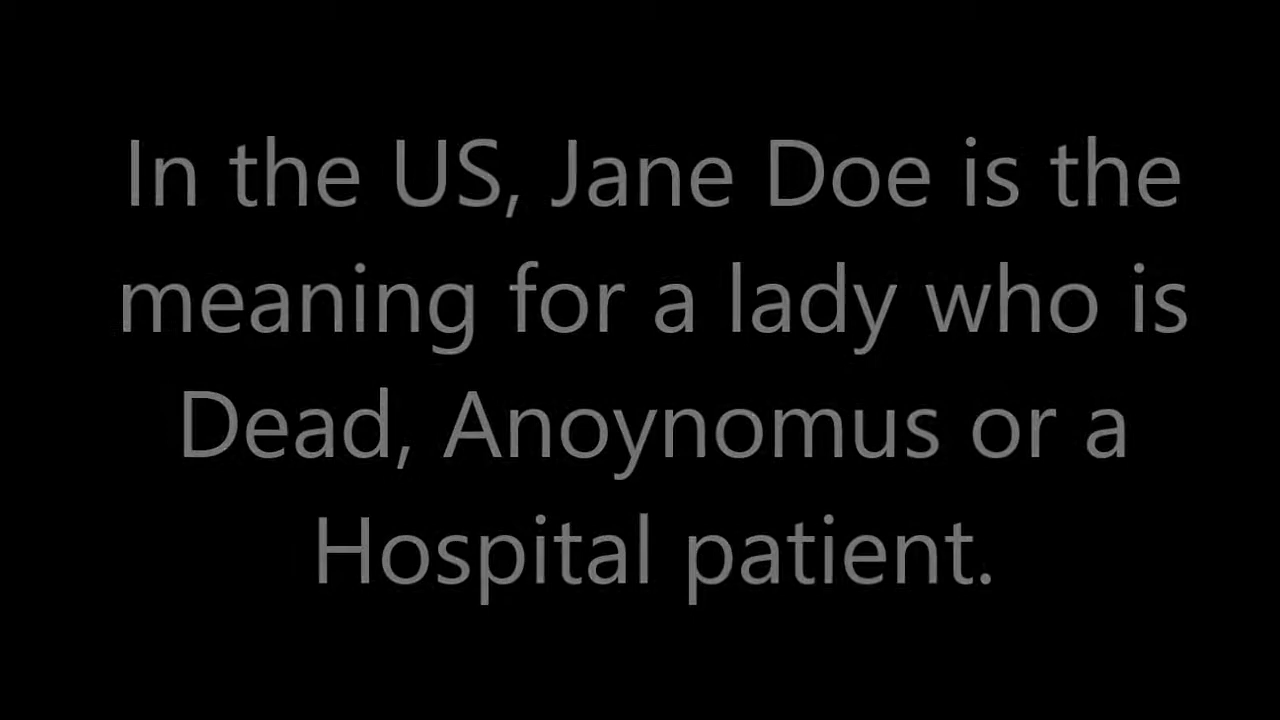 In the US, Jane Doe is the
meaning for a lady who is
Dead, Anoynomus or a
Hospital patient.